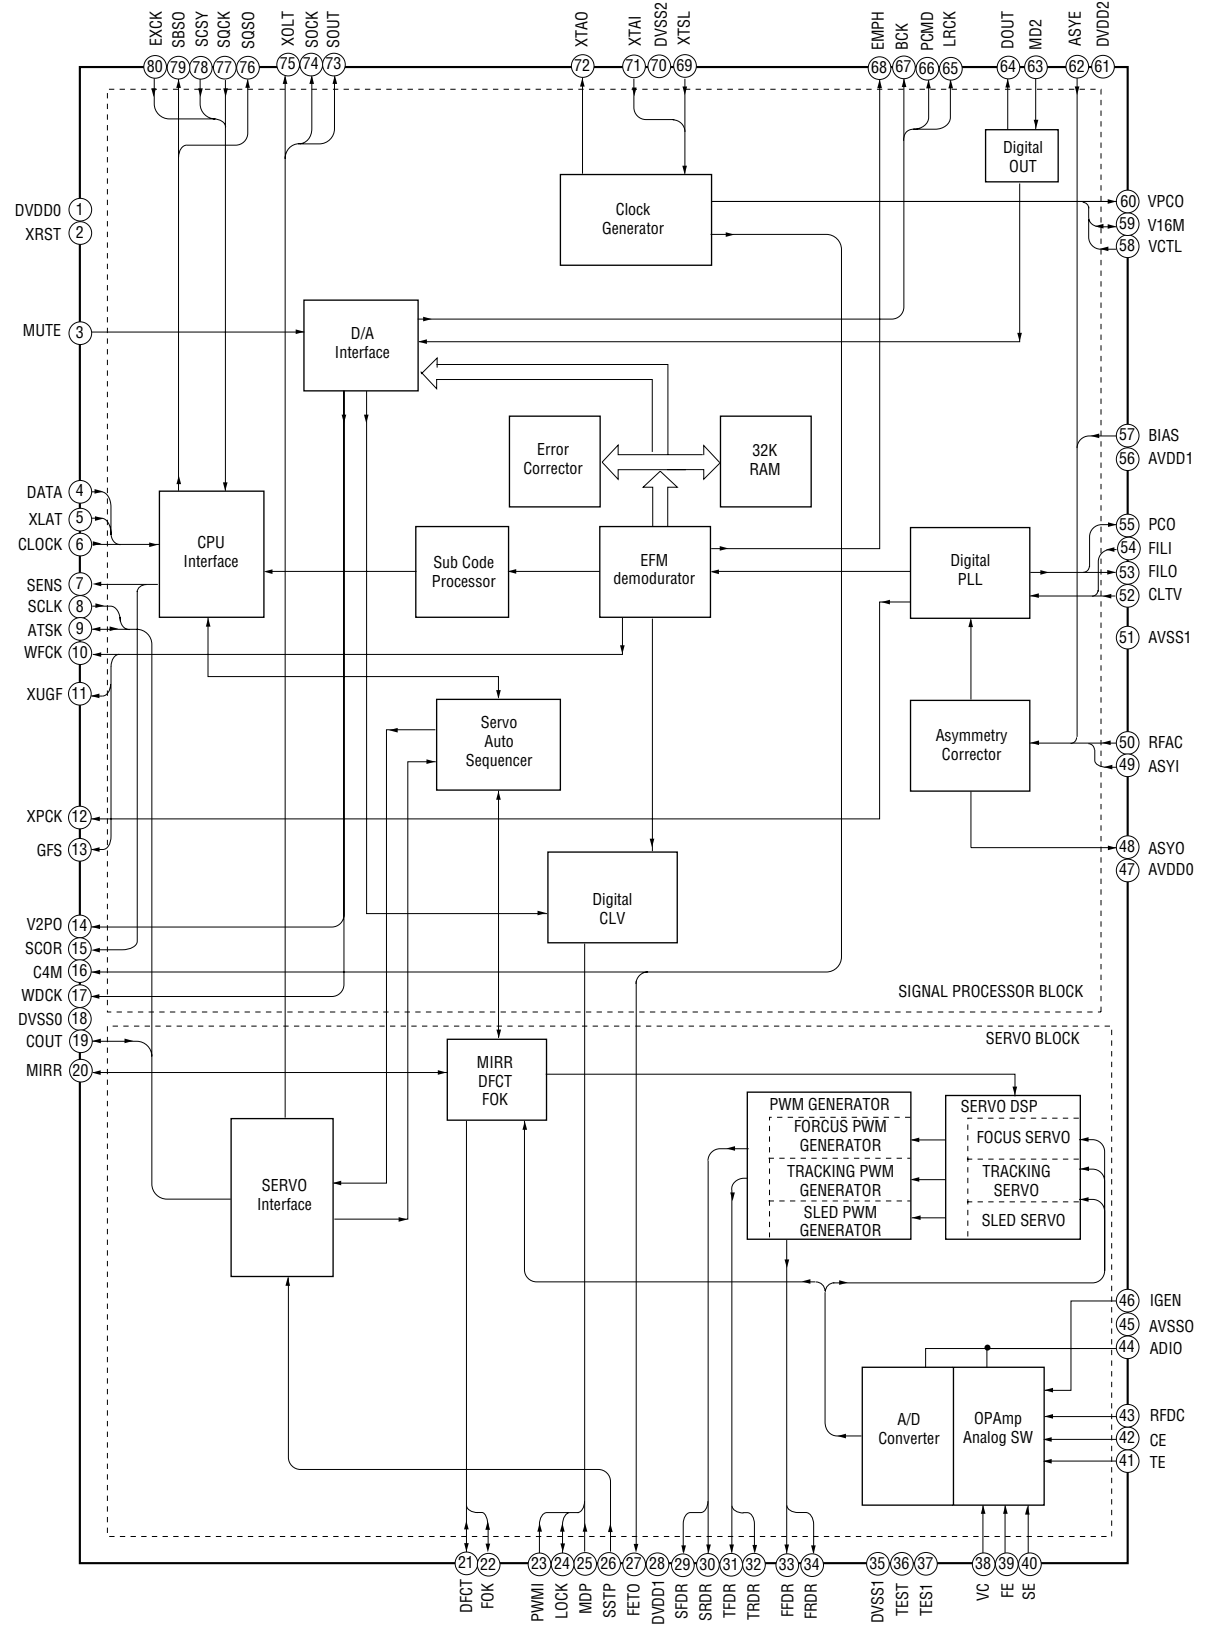 EXCK SBSO SCSY SQCK SQSO XOLT SOCK SOUT XTAO XTAI DVSS2 XTSL EMPH BCK PCMD LRCK DOUT MD2 ASYE DVDD2
80 79 78 77 76 75 74 73 72 71 70 69 68 67 66 65 64 63 62 61
Digital
OUT
Clock
Generator
DVDD0 1
XRST 2
60 VPCO
59 V16M
58 VCTL
MUTE 3
D/A
Interface
Error
Corrector
32K
RAM
57 BIAS
56 AVDD1
DATA 4
XLAT 5
CLOCK 6
SENS 7
SCLK 8
ATSK 9
WFCK 10
XUGF 11
CPU
Interface
Sub Code
Processor
EFM
demodurator
Digital
PLL
55 PCO
54 FILI
53 FILO
52 CLTV
51 AVSS1
Servo
Auto
Sequencer
Asymmetry
Corrector
50 RFAC
49 ASYI
XPCK 12
GFS 13
48 ASYO
47 AVDD0
Digital
CLV
V2PO 14
SCOR 15
C4M 16
WDCK 17
DVSS0 18
COUT 19
MIRR 20
SIGNAL PROCESSOR BLOCK
SERVO BLOCK
MIRR
DFCT
FOK
PWM GENERATOR
FORCUS PWM
GENERATOR
TRACKING PWM
GENERATOR
SLED PWM
GENERATOR
SERVO DSP
FOCUS SERVO
TRACKING
SERVO
SLED SERVO
SERVO
Interface
46 IGEN
45 AVSSO
44 ADIO
A/D
Converter
OPAmp
Analog SW
43 RFDC
42 CE
41 TE
21 22 23 24 25 26 27 28 29 30 31 32 33 34 35 36 37 38 39 40
DFCT FOK PWMI LOCK MDP SSTP FETO DVDD1 SFDR SRDR TFDR TRDR FFDR FRDR DVSS1 TEST TES1 VC FE SE